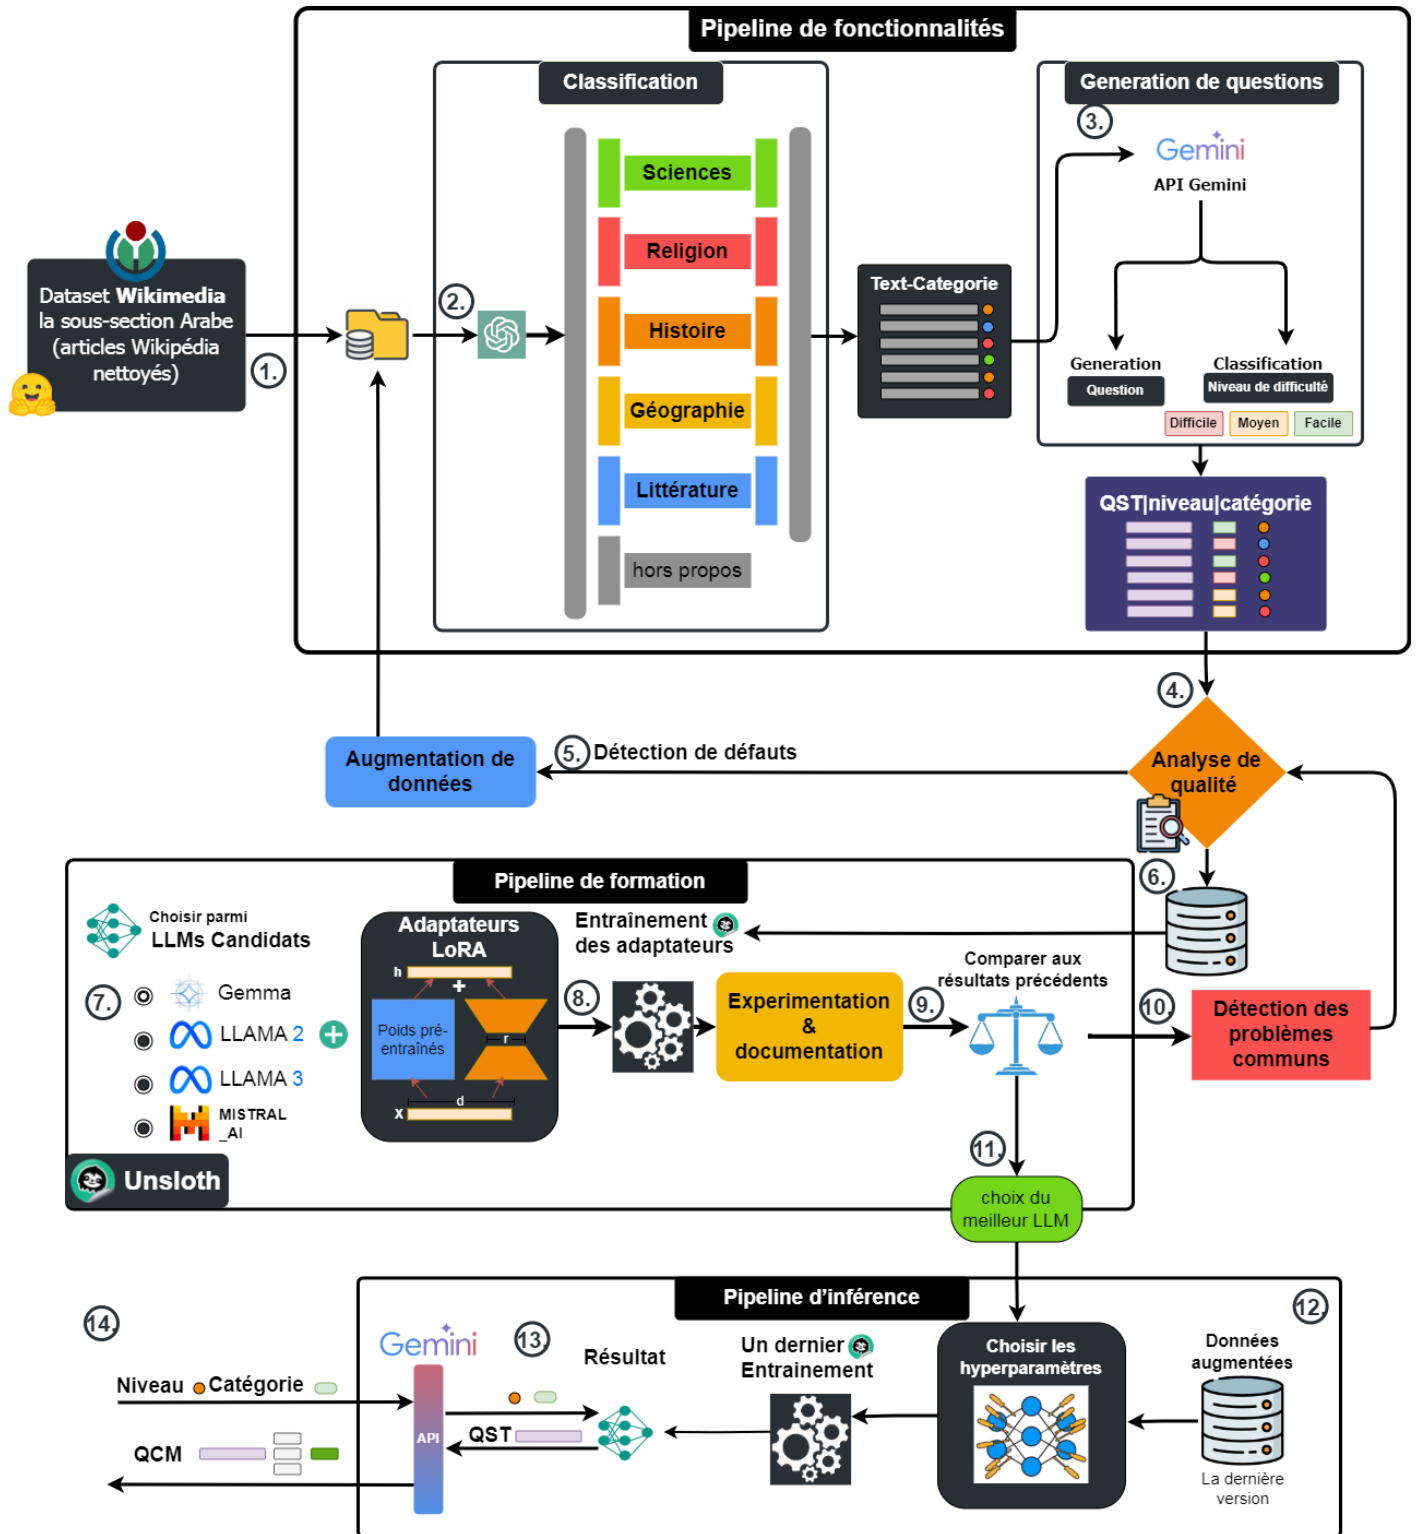 Pipeline de fonctionnalités
Classification
Generation de questions
3.
Gemini
API Gemini
Sciences
Religion
Histoire
Géographie
Littérature
hors propos
Dataset Wikimedia
la sous-section Arabe
(articles Wikipédia
nettoyés)
1.
2.
Text-Categorie
Generation
Question
Classification
Niveau de difficulté
Difficile
Moyen
Facile
QST|niveau|catégorie
4.
Analyse de
qualité
5.
Détection de défauts
Augmentation de
données
6.
Pipeline de formation
Choisir parmi
LLMs Candidats
7.
Gemma
LLAMA 2
LLAMA 3
MISTRAL
_AI
Unsloth
Adaptateurs
LoRA
h
+
Poids pré-
entraînés
r
d
X
Entraînement
des adaptateurs
8.
Experimentation
&
documentation
9.
Comparer aux
résultats précédents
10.
Détection des
problèmes
communs
11.
choix du
meilleur LLM
Pipeline d'inférence
12.
Données
augmentées
La dernière
version
Choisir les
hyperparamètres
Un dernier
Entrainement
Résultat
13.
Gemini
API
QST
14.
Niveau
Catégorie
QCM